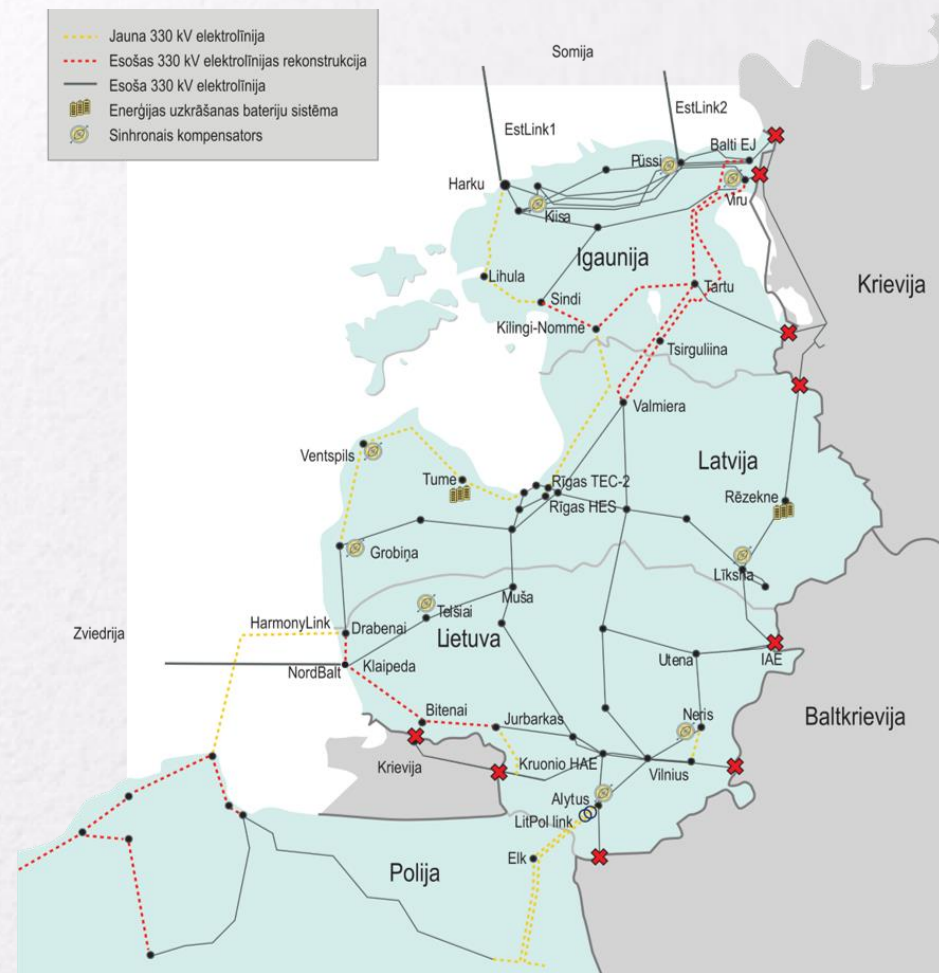 Jauna 330 kV elektrolīnija
Esošas 330 kV elektrolīnijas rekonstrukcija
Esoša 330 kV elektrolīnija
Enerģijas uzkrāšanas bateriju sistēma
Sinhronais kompensators
Somija
EstLink1
EstLink2
Balti EJ
Püssi
Harku
Viru
Kiisa
Igaunija
Krievija
Lihula
Tartu
Sindi
Kilingi-Nomme
Tsirguliina
Valmiera
Ventspils
Latvija
Tume
Rīgas TEC-2
Rēzekne
Rīgas HES
Grobiņa
Līksna
Muša
Telšiai
HarmonyLink
Drabenai
Zviedrija
Lietuva
Utena
IAE
NordBalt
Klaipeda
Bitenai
Jurbarkas
Neris
Baltkrievija
Krievija
Kruonio HAE
Vilnius
Alytus
LitPol link
Elk
Polija